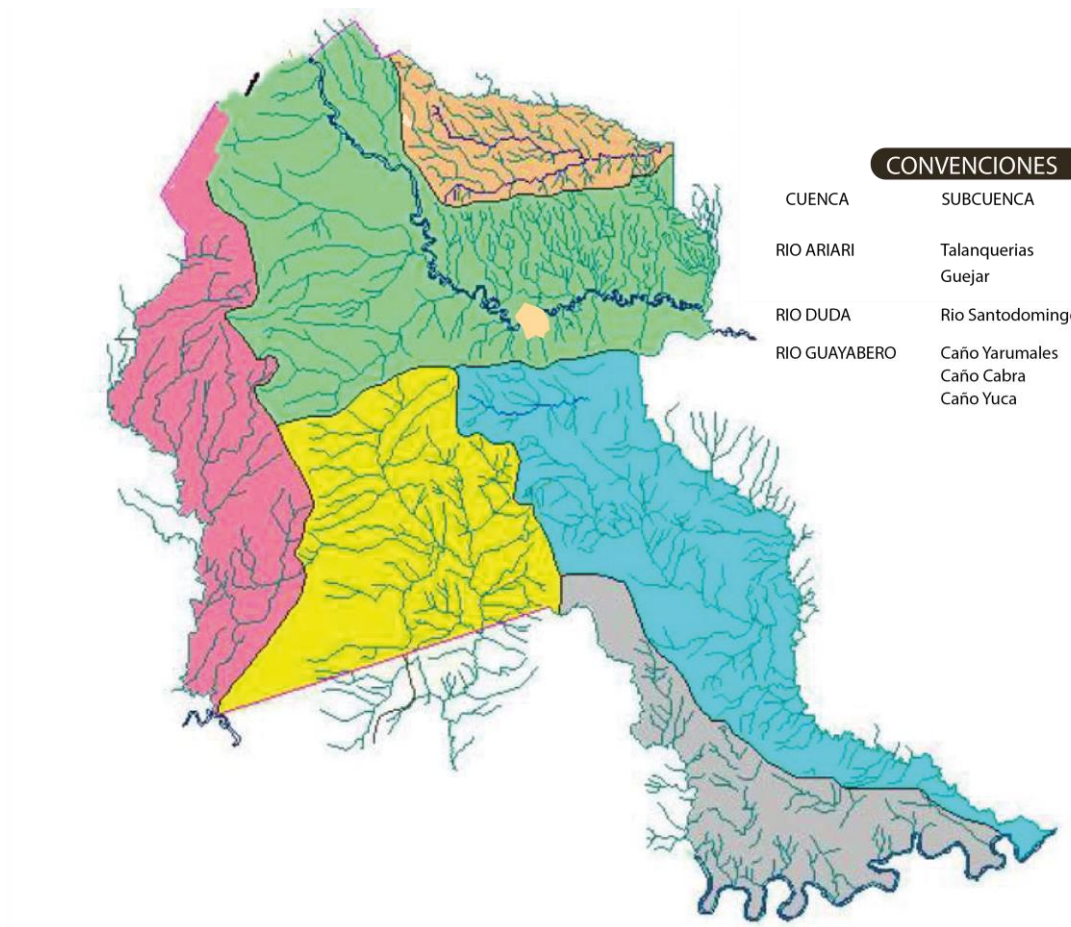 CONVENCIONES
CUENCA SUBCUENCA
RIO ARIARI Talanquerias
Guejar
RIO DUDA Rio Santodomingo
RIO GUAYABERO Caño Yarumales
Caño Cabra
Caño Yuca